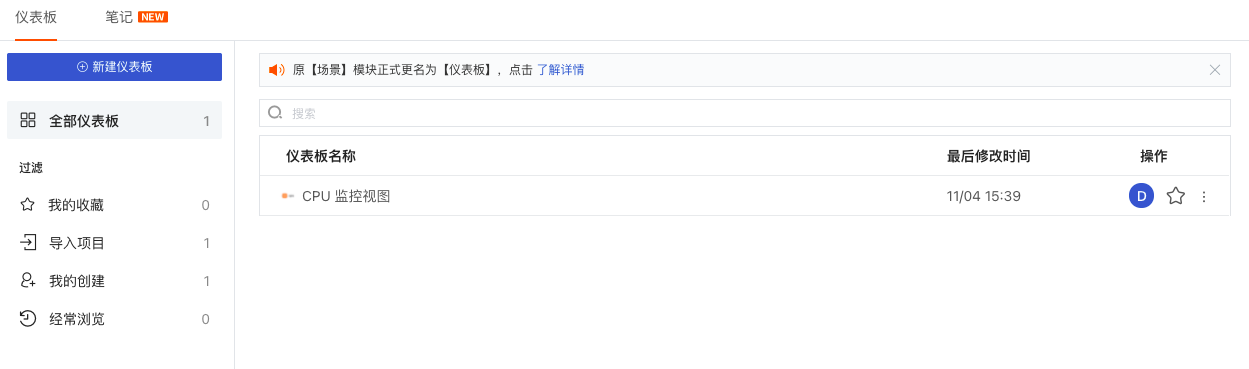 仪表板 笔记 NEW
新建仪表板
全部仪表板 1
过滤
我的收藏 0
导入项目 1
我的创建 1
经常浏览 0
原【场景】模块正式更名为【仪表板】，点击 了解详情
搜索
仪表板名称 最后修改时间 操作
CPU 监控视图 11/04 15:39 D